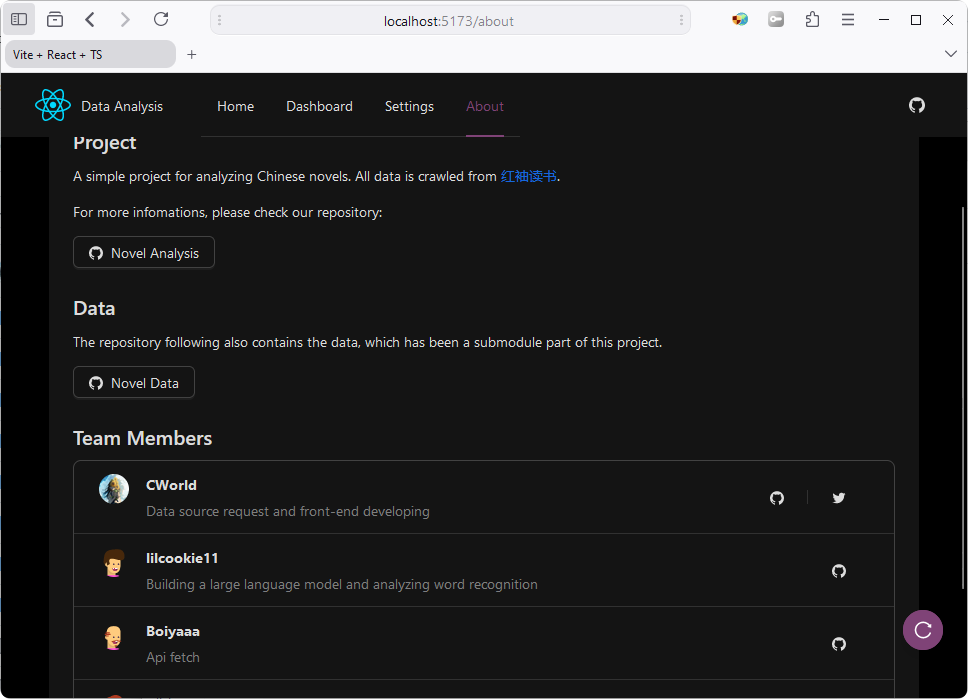 localhost:5173/about
Vite + React + TS
Data Analysis
Home
Dashboard
Settings
About
Project
A simple project for analyzing Chinese novels. All data is crawled from 红袖读书.
For more infomations, please check our repository:
Novel Analysis
Data
The repository following also contains the data, which has been a submodule part of this project.
Novel Data
Team Members
CWorld
Data source request and front-end developing
lilcookie11
Building a large language model and analyzing word recognition
Boiyaaa
Api fetch